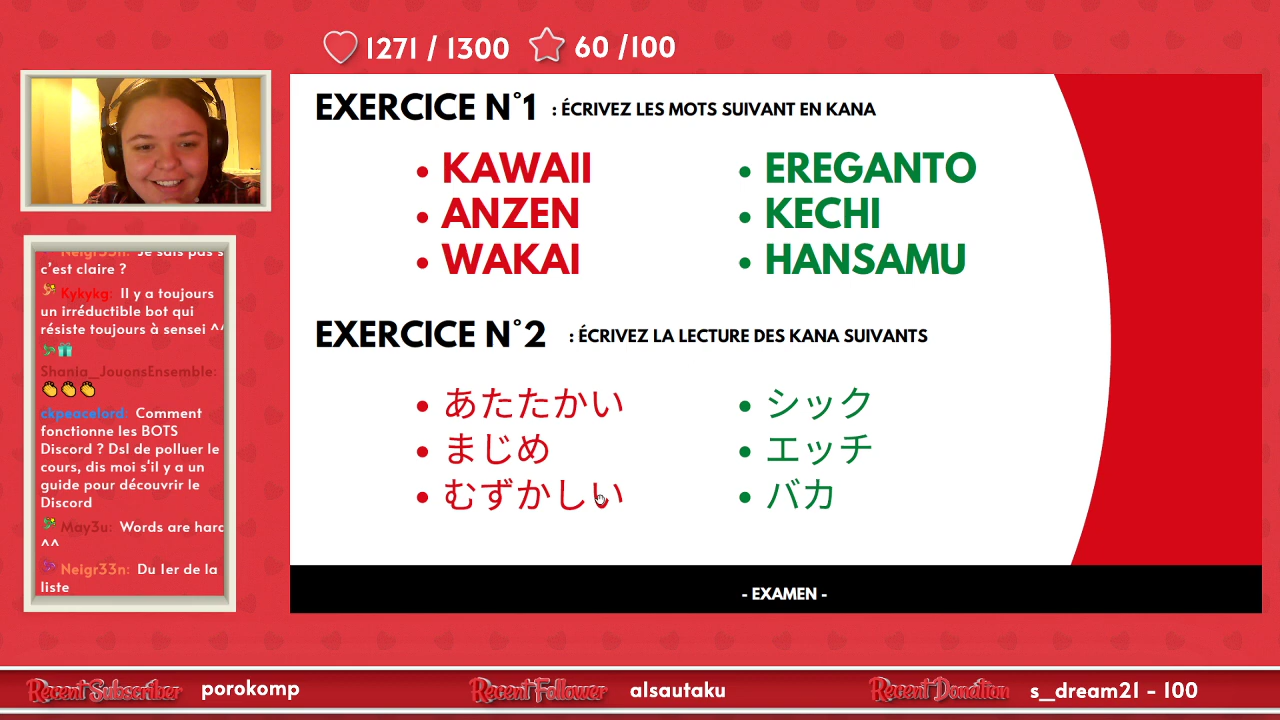 1271 / 1300 60 /100
EXERCICE N°1 : ÉCRIVEZ LES MOTS SUIVANT EN KANA
• KAWAII
• ANZEN
• WAKAI
• EREGANTO
• KECHI
• HANSAMU
EXERCICE N°2 : ÉCRIVEZ LA LECTURE DES KANA SUIVANTS
• あたたかい
• まじめ
• むずかしい
• シック
• エッチ
• バカ
- EXAMEN -
Neigr33n: Je sais pas s
c'est claire ?
Kykykg: Il y a toujours
un irréductible bot qui
résiste toujours à sensei ^^
Shania_JouonsEnsemble:
👏👏👏
ckpeacelord: Comment
fonctionne les BOTS
Discord ? Dsl de polluer le
cours, dis moi s'il y a un
guide pour découvrir le
Discord
May3u: Words are hard
^^
Neigr33n: Du 1er de la
liste
Recent Subscriber porokomp Recent Follower alsautaku Recent Donation s_dream21 - 100